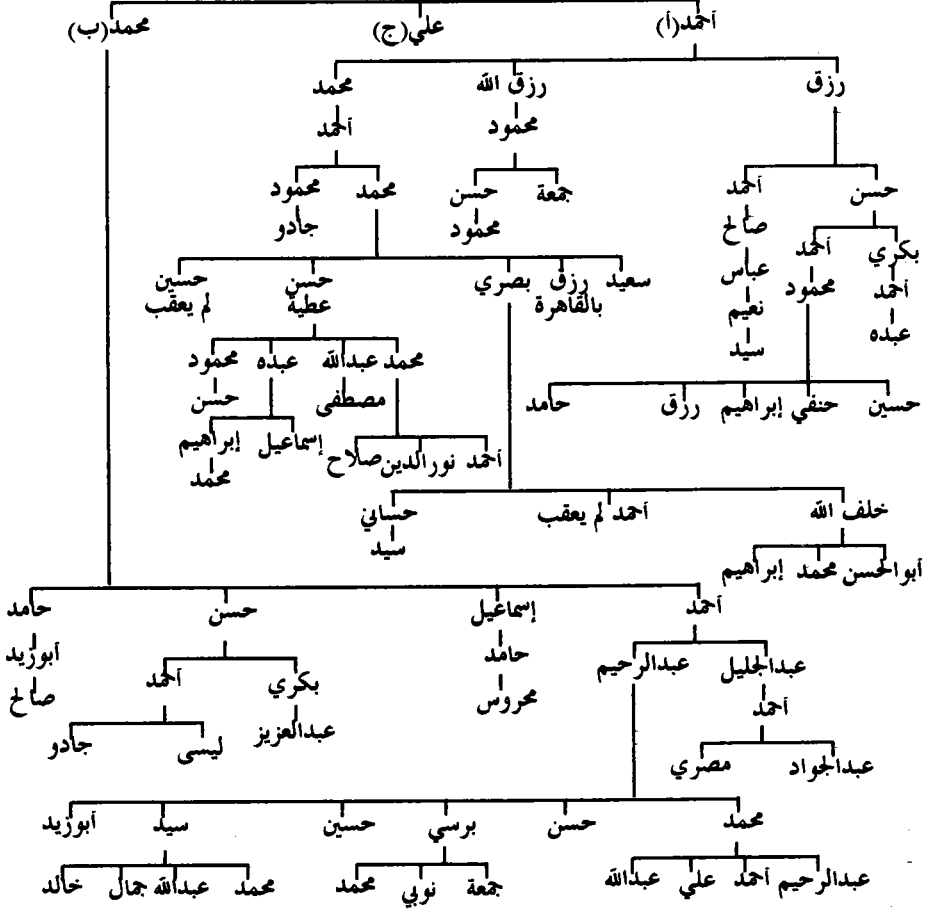 أحمد(أ) علي(ج) محمد(ب)
رزق رزق الله محمد
محمود أحمد
حسن أحمد جمعة حسن محمد محمود
صالح محمود جادو
بكري أحمد
عباس سعيد رزق بصري حسن حسين
أحمد محمود بالقاهرة عطية لم يعقب
نعيم
عبده سيد محمد عبدالله عبده محمود
حسين حنفي إبراهيم رزق حامد مصطفى حسن
إسماعيل إبراهيم
أحمد نورالدين صلاح محمد
خلف الله أحمد لم يعقب حساني
سيد
أبوالحسن محمد إبراهيم
أحمد إسماعيل حسن حامد
عبدالجليل عبدالرحيم حامد أبوزيد
بكري أحمد
أحمد محروس صالح
عبدالعزيز ليسى جادو
عبدالجواد مصري
محمد حسن برسي حسين سيد أبوزيد
عبدالرحيم أحمد علي عبدالله جمعة نوبي محمد محمد عبدالله جمال خالد